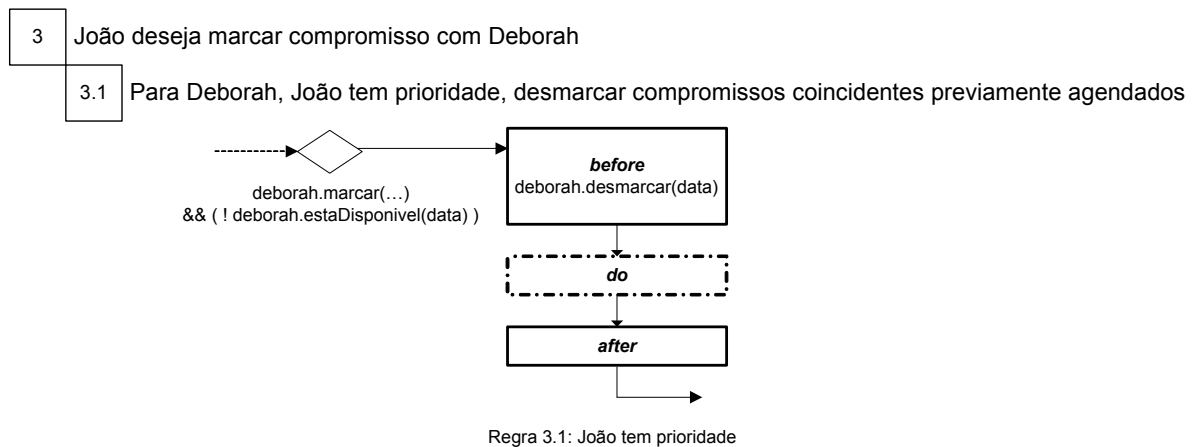 3 João deseja marcar compromisso com Deborah
3.1 Para Deborah, João tem prioridade, desmarcar compromissos coincidentes previamente agendados
before
deborah.desmarcar(data)
deborah.marcar(…)
&& ( ! deborah.estaDisponivel(data) )
do
after
Regra 3.1: João tem prioridade